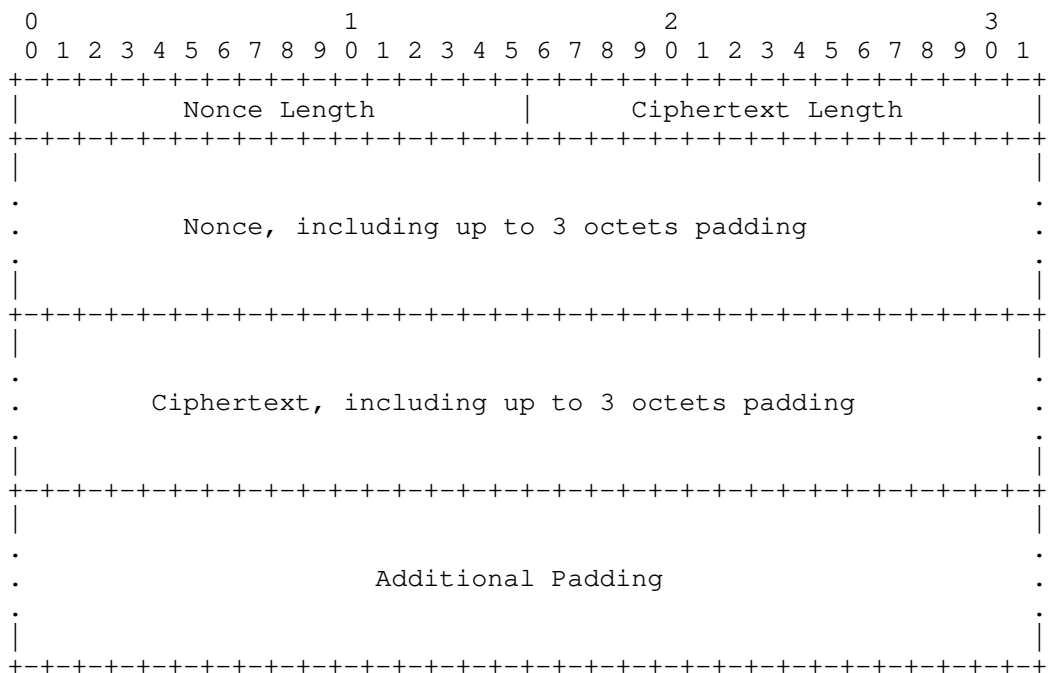 0 1 2 3
0 1 2 3 4 5 6 7 8 9 0 1 2 3 4 5 6 7 8 9 0 1 2 3 4 5 6 7 8 9 0 1
+-+-+-+-+-+-+-+-+-+-+-+-+-+-+-+-+-+-+-+-+-+-+-+-+-+-+-+-+-+-+-+-+
| Nonce Length | Ciphertext Length |
+-+-+-+-+-+-+-+-+-+-+-+-+-+-+-+-+-+-+-+-+-+-+-+-+-+-+-+-+-+-+-+-+
| |
. .
. Nonce, including up to 3 octets padding .
. .
| |
+-+-+-+-+-+-+-+-+-+-+-+-+-+-+-+-+-+-+-+-+-+-+-+-+-+-+-+-+-+-+-+-+
| |
. .
. Ciphertext, including up to 3 octets padding .
. .
| |
+-+-+-+-+-+-+-+-+-+-+-+-+-+-+-+-+-+-+-+-+-+-+-+-+-+-+-+-+-+-+-+-+
| |
. .
. Additional Padding .
. .
| |
+-+-+-+-+-+-+-+-+-+-+-+-+-+-+-+-+-+-+-+-+-+-+-+-+-+-+-+-+-+-+-+-+